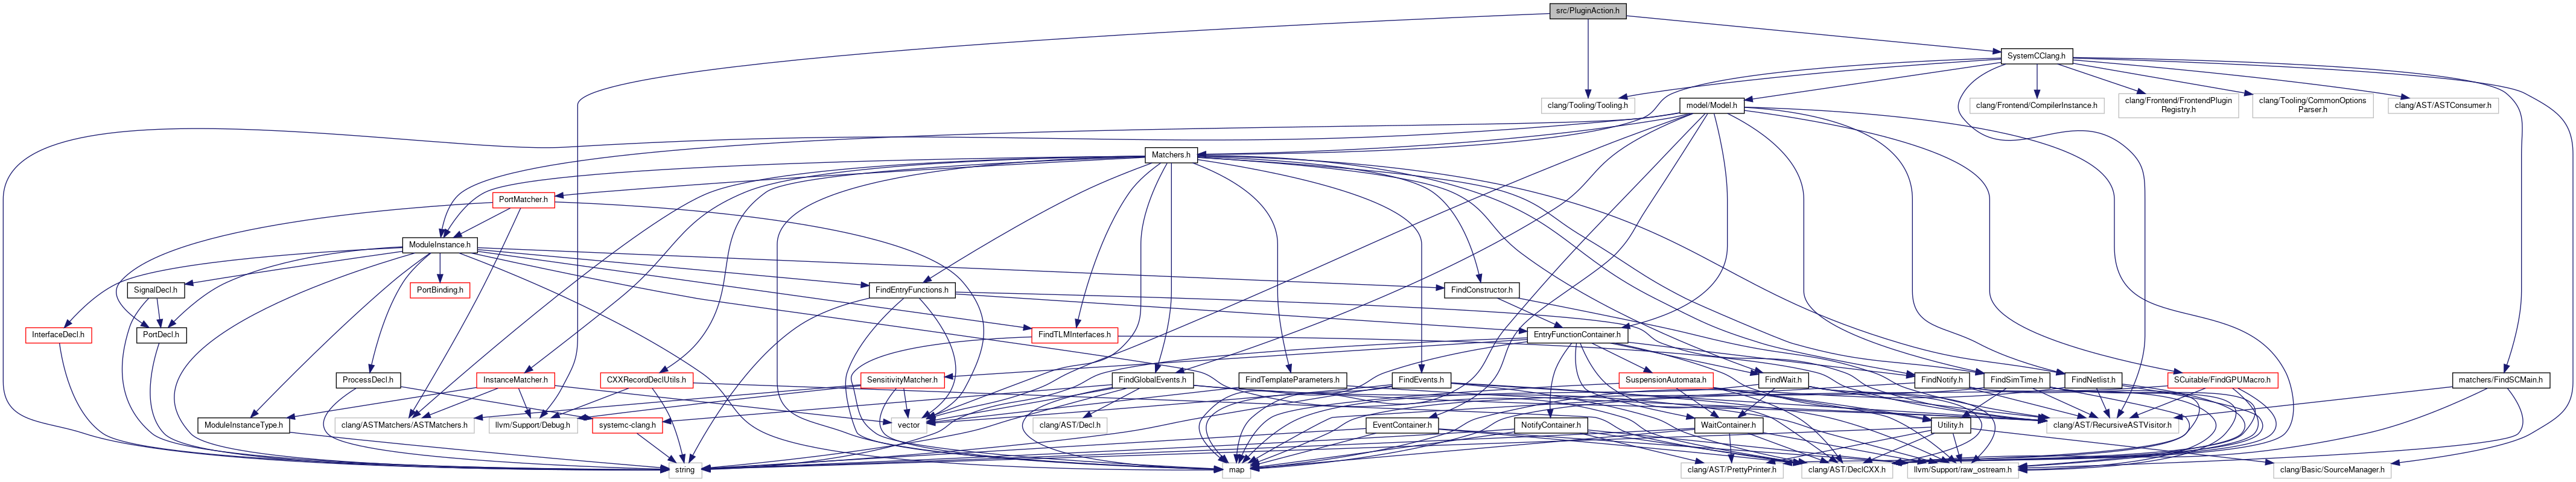 src/PluginAction.h
SystemCClang.h
clang/Tooling/Tooling.h
model/Model.h
clang/Frontend/CompilerInstance.h
clang/Frontend/FrontendPlugin
Registry.h
clang/Tooling/CommonOptions
Parser.h
clang/AST/ASTConsumer.h
Matchers.h
PortMatcher.h
ModuleInstance.h
SignalDecl.h
PortBinding.h
FindEntryFunctions.h
FindConstructor.h
InterfaceDecl.h
PortDecl.h
FindTLMInterfaces.h
EntryFunctionContainer.h
ProcessDecl.h
InstanceMatcher.h
CXXRecordDeclUtils.h
SensitivityMatcher.h
FindGlobalEvents.h
FindTemplateParameters.h
FindEvents.h
SuspensionAutomata.h
FindWait.h
FindNotify.h
FindSimTime.h
FindNetlist.h
SCuitable/FindGPUMacro.h
matchers/FindSCMain.h
ModuleInstanceType.h
clang/ASTMatchers/ASTMatchers.h
llvm/Support/Debug.h
systemc-clang.h
vector
clang/AST/Decl.h
EventContainer.h
NotifyContainer.h
WaitContainer.h
Utility.h
clang/AST/RecursiveASTVisitor.h
string
map
clang/AST/PrettyPrinter.h
clang/AST/DeclCXX.h
llvm/Support/raw_ostream.h
clang/Basic/SourceManager.h